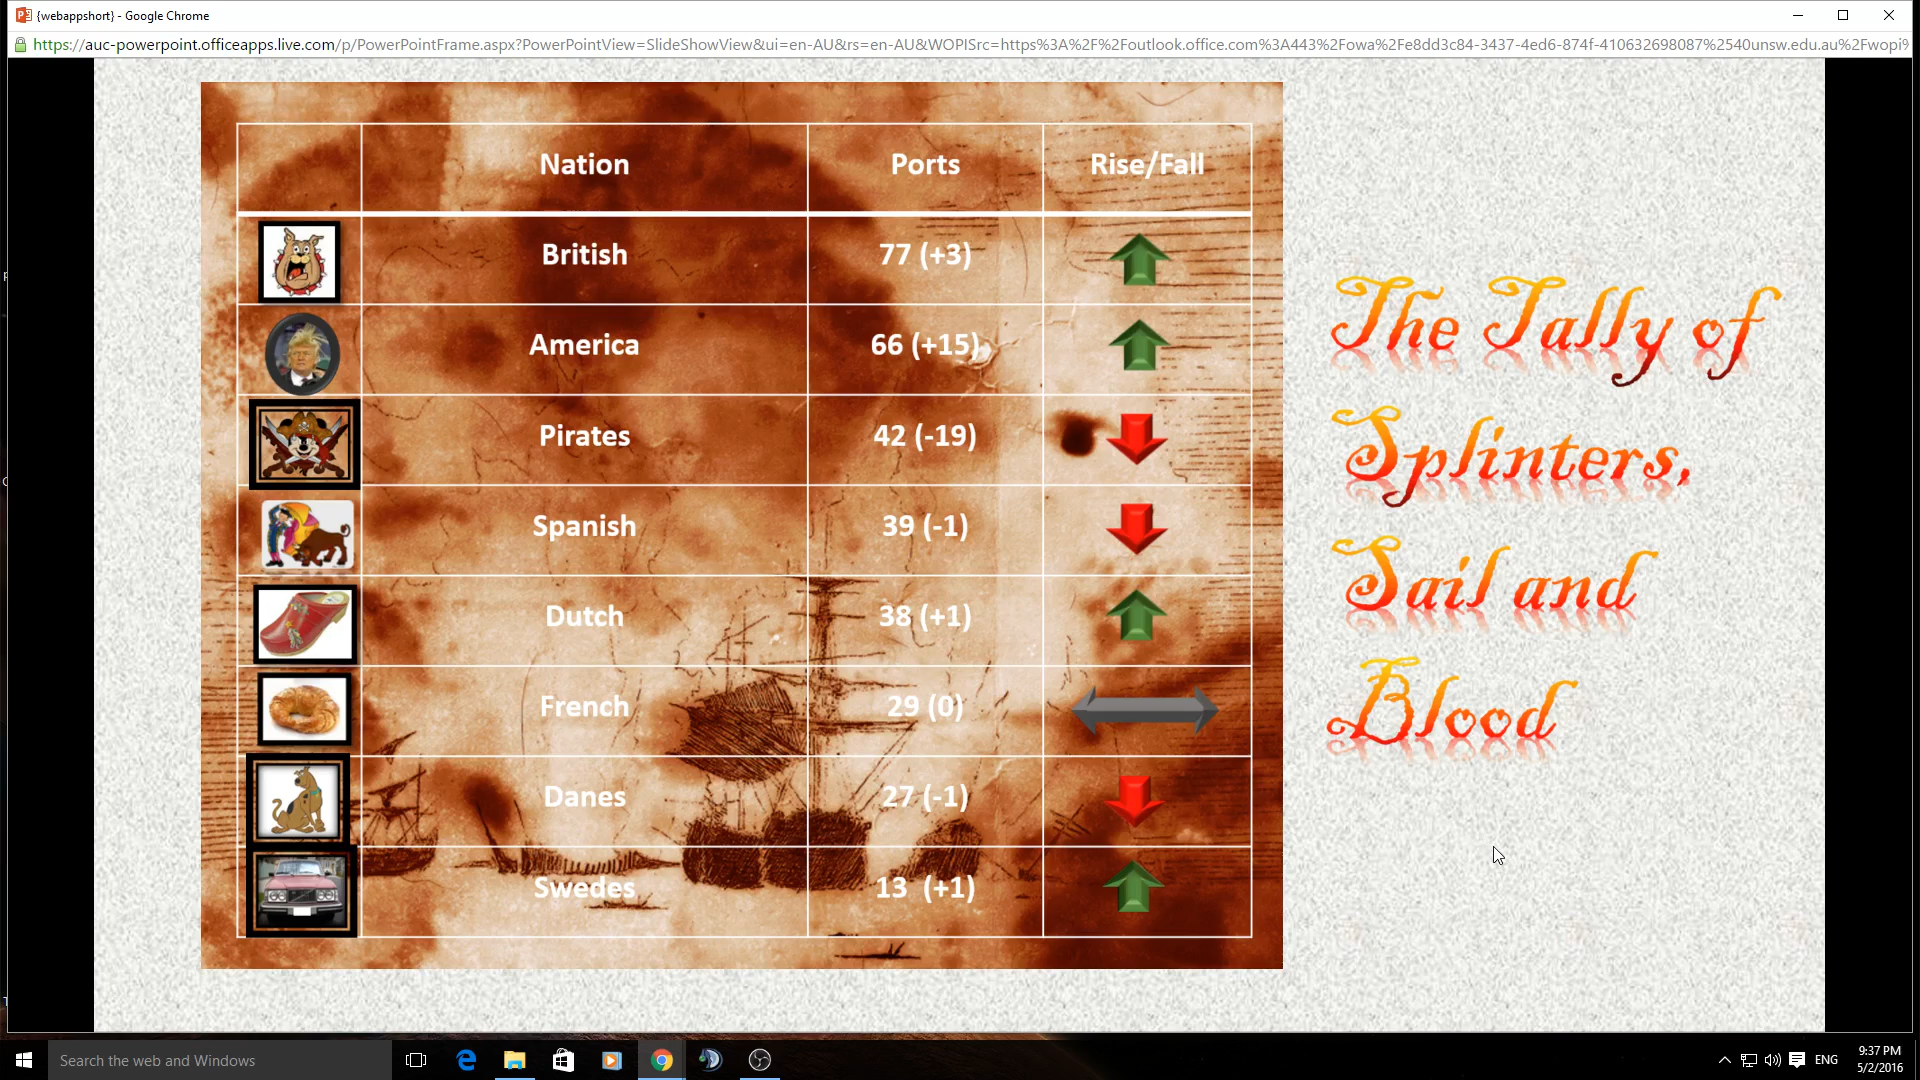 {webappshort} - Google Chrome
https://auc-powerpoint.officeapps.live.com/p/PowerPointFrame.aspx?PowerPointView=SlideShowView&ui=en-AU&rs=en-AU&WOPISrc=https%3A%2F%2Foutlook.office.com%3A443%2Fowa%2Fe8dd3c84-3437-4ed6-874f-410632698087%2540unsw.edu.au%2Fwopi%
Nation Ports Rise/Fall
British 77 (+3)
America 66 (+15)
Pirates 42 (-19)
Spanish 39 (-1)
Dutch 38 (+1)
French 29 (0)
Danes 27 (-1)
Swedes 13 (+1)
The Tally of
Splinters,
Sail and
Blood
Search the web and Windows
ENG
9:37 PM
5/2/2016